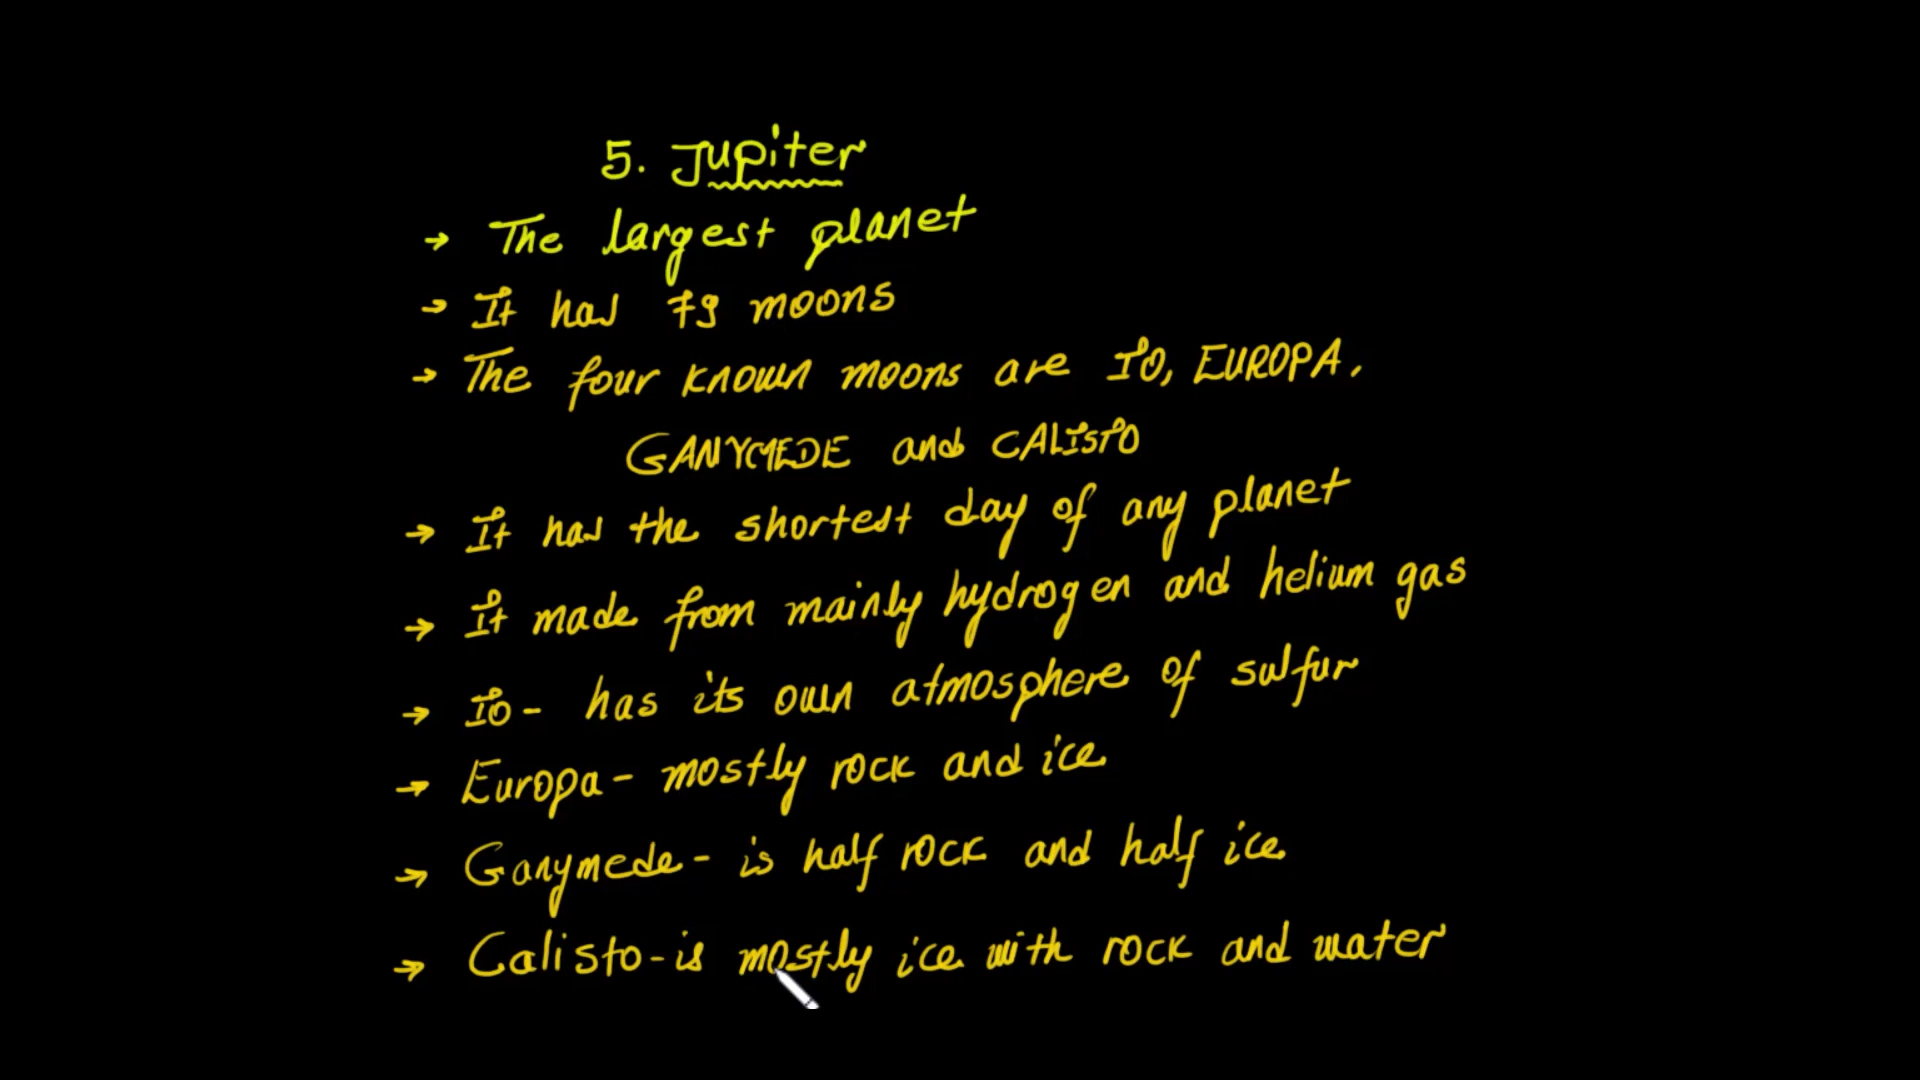 5. Jupiter
→ The largest planet
→ It has 79 moons
→ The four known moons are IO, EUROPA.
GANYMEDE and CALISTO
→ It has the shortest day of any planet
→ It made from mainly hydrogen and helium gas
→ IO - has its own atmosphere of sulfur
→ Europa - mostly rock and ice
→ Ganymede - is half rock and half ice
→ Calisto - is mostly ice with rock and water